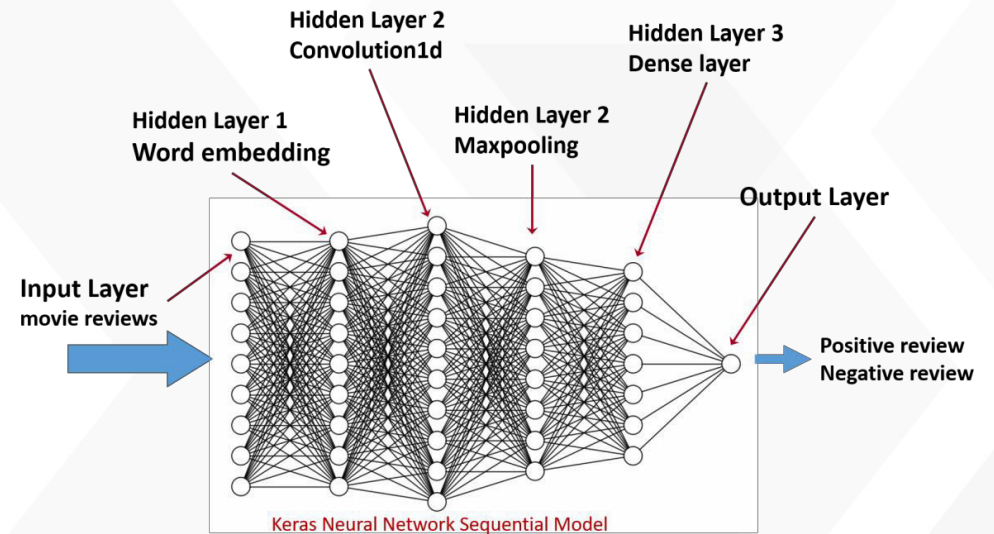 Hidden Layer 2
Convolution1d
Hidden Layer 3
Dense layer
Hidden Layer 1
Word embedding
Hidden Layer 2
Maxpooling
Output Layer
Input Layer
movie reviews
Positive review
Negative review
Keras Neural Network Sequential Model